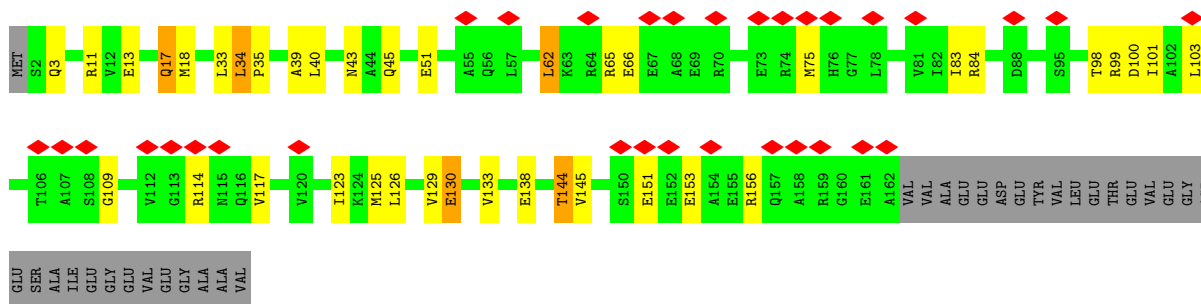 MET S2 Q3 R11 V12 E13 Q17 M18 L33 L34 P35 A39 L40 N43 A44 Q45 E51 A55 Q56 L57 L62 K63 R64 R65 E66 E67 A68 E69 R70 E73 R74 M75 H76 G77 L78 V81 I82 I83 R84 D88 S95 T98 R99 D100 I101 A102 L103
T106 A107 S108 G109 V112 G113 R114 N115 Q116 V117 V120 I123 K124 M125 L126 V129 E130 V133 E138 T144 V145 S150 E151 E152 E153 A154 E155 R156 Q157 A158 R159 G160 E161 A162 VAL VAL ALA GLU GLU ASP GLU TYR VAL LEU GLU THR GLU VAL GLU GLY
GLU SER ALA ILE GLU GLY GLU VAL GLU GLY ALA ALA VAL